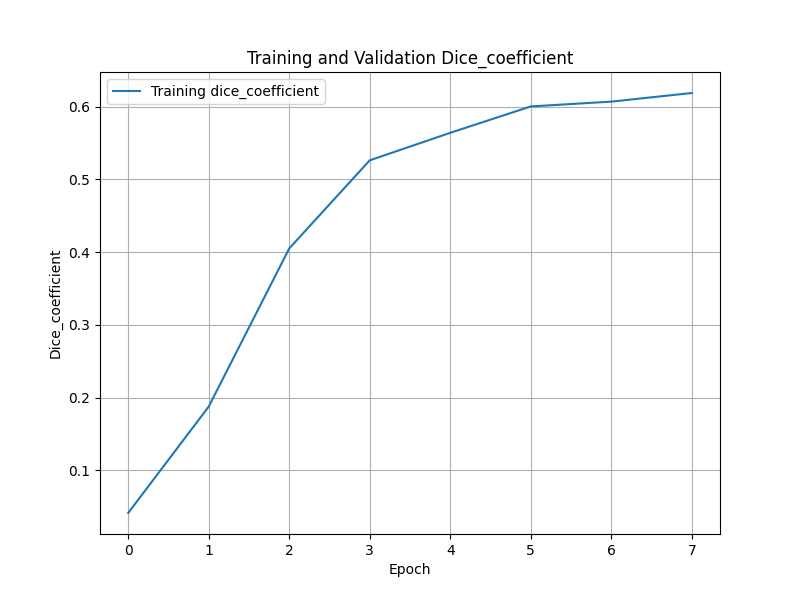 Training and Validation Dice_coefficient
Training dice_coefficient
0.6
0.5
0.4
0.3
0.2
0.1
Dice_coefficient
0 1 2 3 4 5 6 7
Epoch